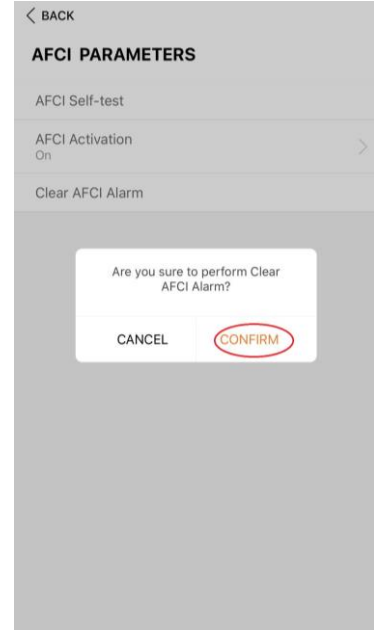 BACK
AFCI PARAMETERS
AFCI Self-test
AFCI Activation
On
Clear AFCI Alarm
Are you sure to perform Clear
AFCI Alarm?
CANCEL
CONFIRM